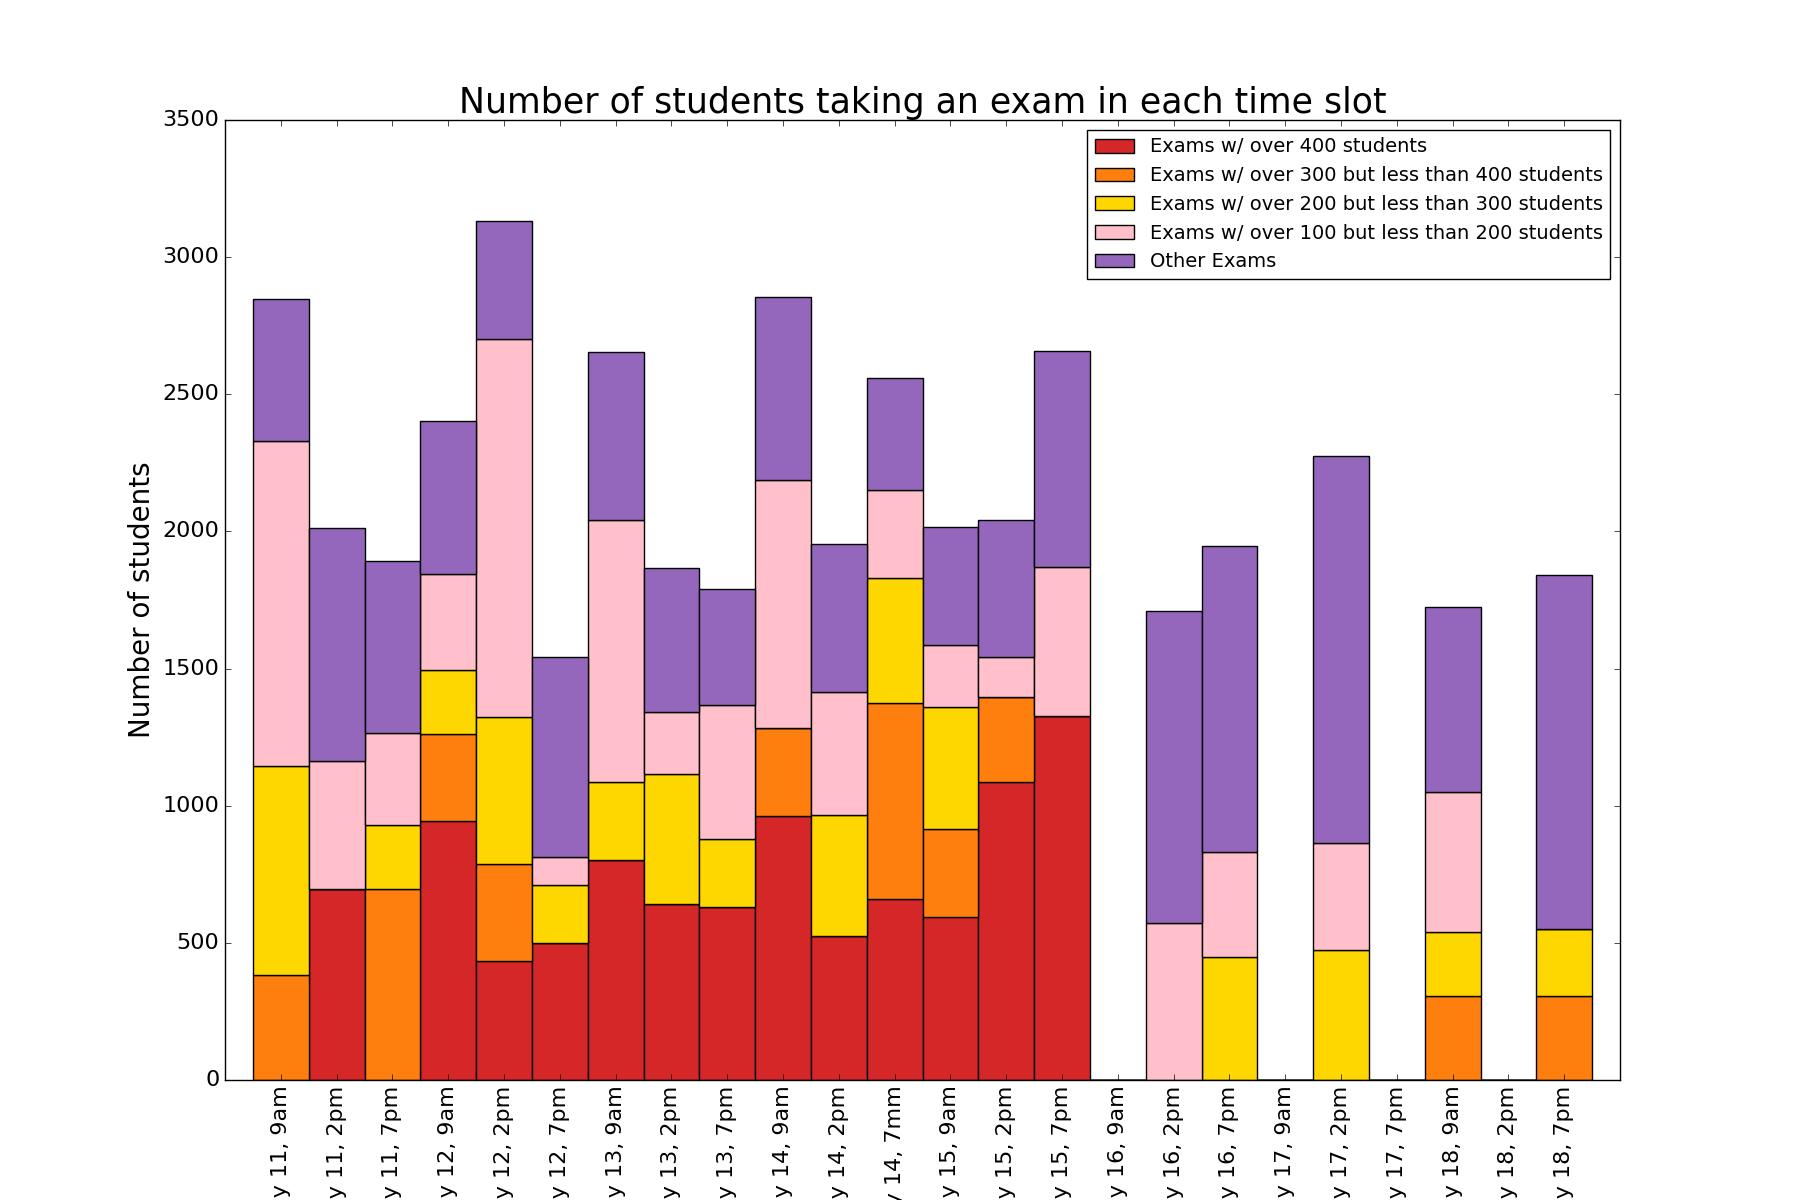 Number of students taking an exam in each time slot
Number of students
3500
3000
2500
2000
1500
1000
500
0
Exams w/ over 400 students
Exams w/ over 300 but less than 400 students
Exams w/ over 200 but less than 300 students
Exams w/ over 100 but less than 200 students
Other Exams
y 11, 9am
y 11, 2pm
y 11, 7pm
y 12, 9am
y 12, 2pm
y 12, 7pm
y 13, 9am
y 13, 2pm
y 13, 7pm
y 14, 9am
y 14, 2pm
y 14, 7mm
y 15, 9am
y 15, 2pm
y 15, 7pm
y 16, 9am
y 16, 2pm
y 16, 7pm
y 17, 9am
y 17, 2pm
y 17, 7pm
y 18, 9am
y 18, 2pm
y 18, 7pm